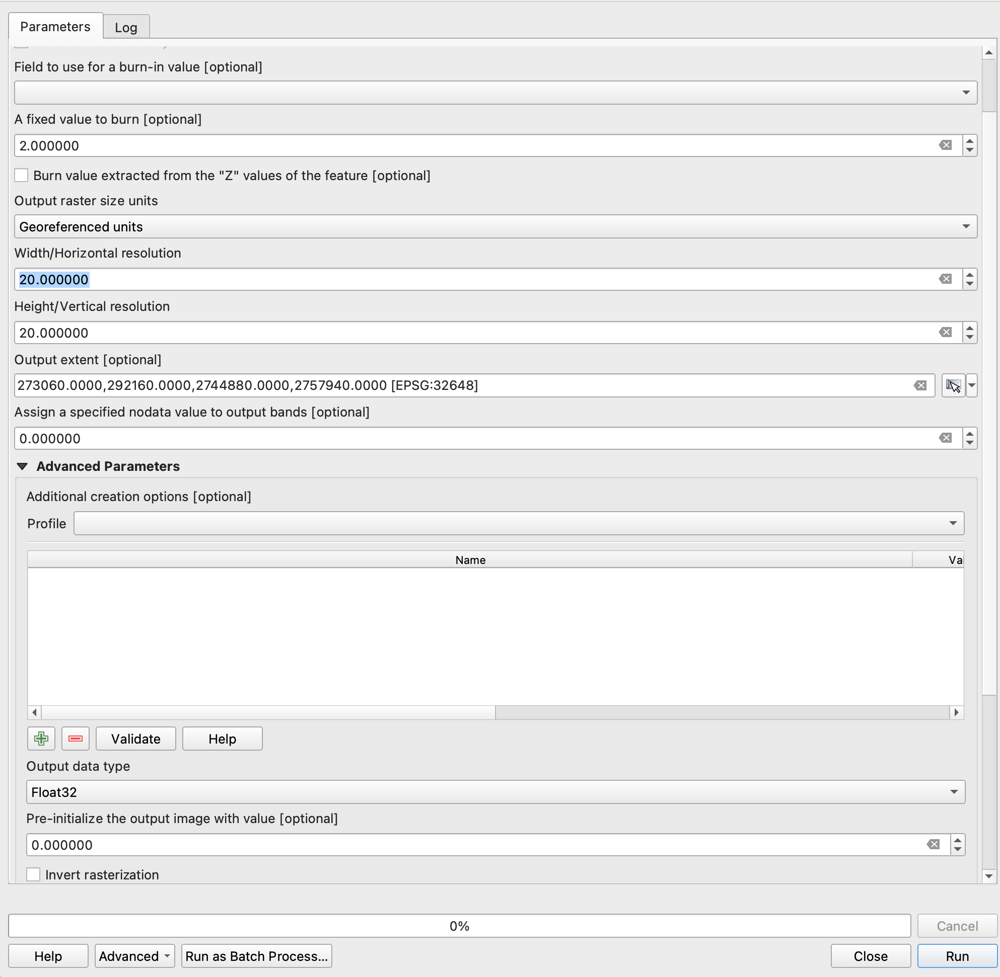 Parameters
Log
Field to use for a burn-in value [optional]
A fixed value to burn [optional]
2.000000
Burn value extracted from the "Z" values of the feature [optional]
Output raster size units
Georeferenced units
Width/Horizontal resolution
20.000000
Height/Vertical resolution
20.000000
Output extent [optional]
273060.0000,292160.0000,2744880.0000,2757940.0000 [EPSG:32648]
Assign a specified nodata value to output bands [optional]
0.000000
Advanced Parameters
Additional creation options [optional]
Profile
Name
Val
Validate
Help
Output data type
Float32
Pre-initialize the output image with value [optional]
0.000000
Invert rasterization
0%
Cancel
Help
Advanced
Run as Batch Process...
Close
Run